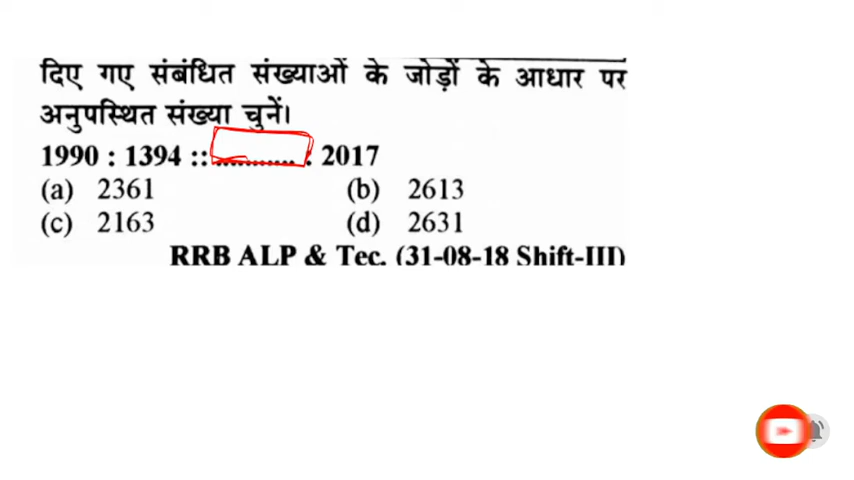 दिए गए संबंधित संख्याओं के जोड़ों के आधार पर
अनुपस्थित संख्या चुनें।
1990 : 1394 :: ............ : 2017
(a) 2361 (b) 2613
(c) 2163 (d) 2631
RRB ALP & Tec. (31-08-18 Shift-III)